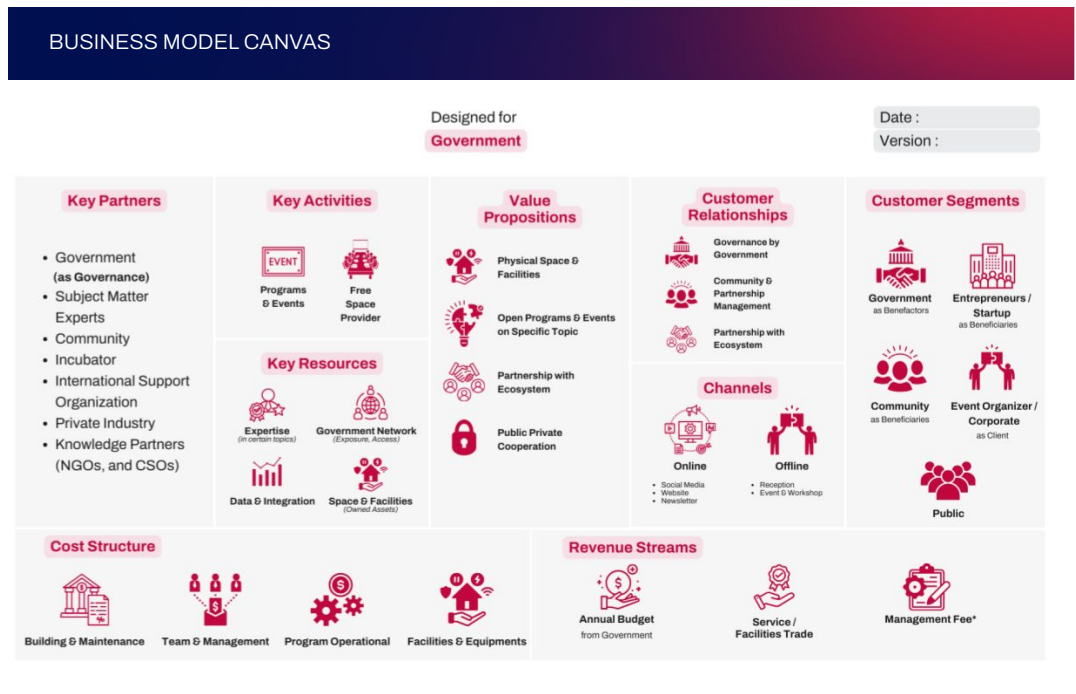 BUSINESS MODEL CANVAS
Designed for
Government
Date :
Version :
Key Partners
• Government
(as Governance)
• Subject Matter
Experts
• Community
• Incubator
• International Support
Organization
• Private Industry
• Knowledge Partners
(NGOs, and CSOs)
Key Activities
EVENT
Programs
& Events
Free
Space
Provider
Key Resources
Expertise
(in certain topics)
Government Network
(Exposure, Access)
Data & Integration
Space & Facilities
(Owned Assets)
Value
Propositions
Physical Space &
Facilities
Open Programs & Events
on Specific Topic
Partnership with
Ecosystem
Public Private
Cooperation
Customer
Relationships
Governance by
Government
Community &
Partnership
Management
Partnership with
Ecosystem
Channels
Online
• Social Media
• Website
• Newsletter
Offline
• Reception
• Event & Workshop
Customer Segments
Government
as Benefactors
Entrepreneurs /
Startup
as Beneficiaries
Community
as Beneficiaries
Event Organizer /
Corporate
as Client
Public
Cost Structure
Building & Maintenance
Team & Management
Program Operational
Facilities & Equipments
Revenue Streams
Annual Budget
from Government
Service /
Facilities Trade
Management Fee*